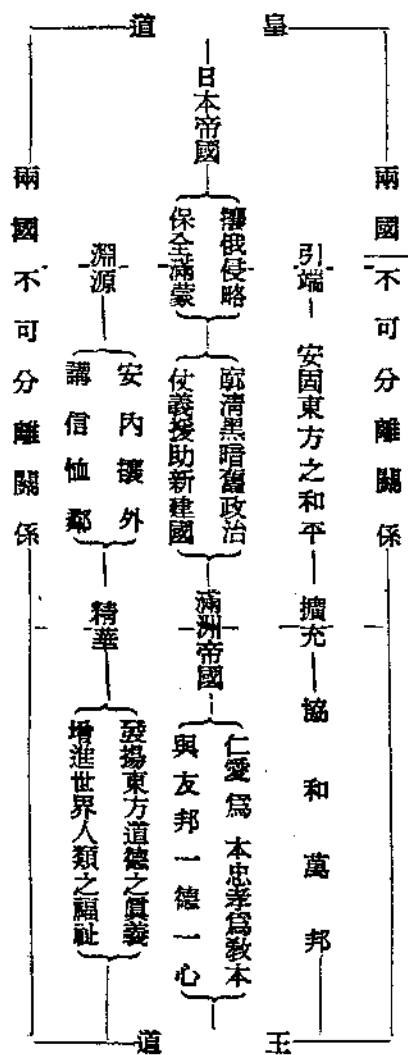 皇道
兩國不可分離關係
引端
安固東方之和平
擴充
協和萬邦
日本帝國
攘俄侵略
保全滿蒙
廓清黑暗舊政治
仗義援助新建國
滿洲帝國
仁愛爲 本忠孝爲敎本
與友邦一德一心
淵源
安內攘外
講信恤鄰
精華
發揚東方道德之眞義
增進世界人類之福祉
兩國不可分離關係
王道